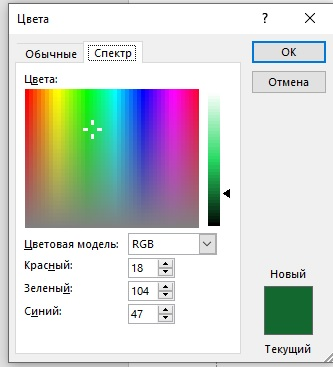 Цвета
? ×
Обычные
Спектр
Цвета:
OK
Отмена
Цветовая модель: RGB
Красный: 18
Зеленый: 104
Синий: 47
Новый
Текущий